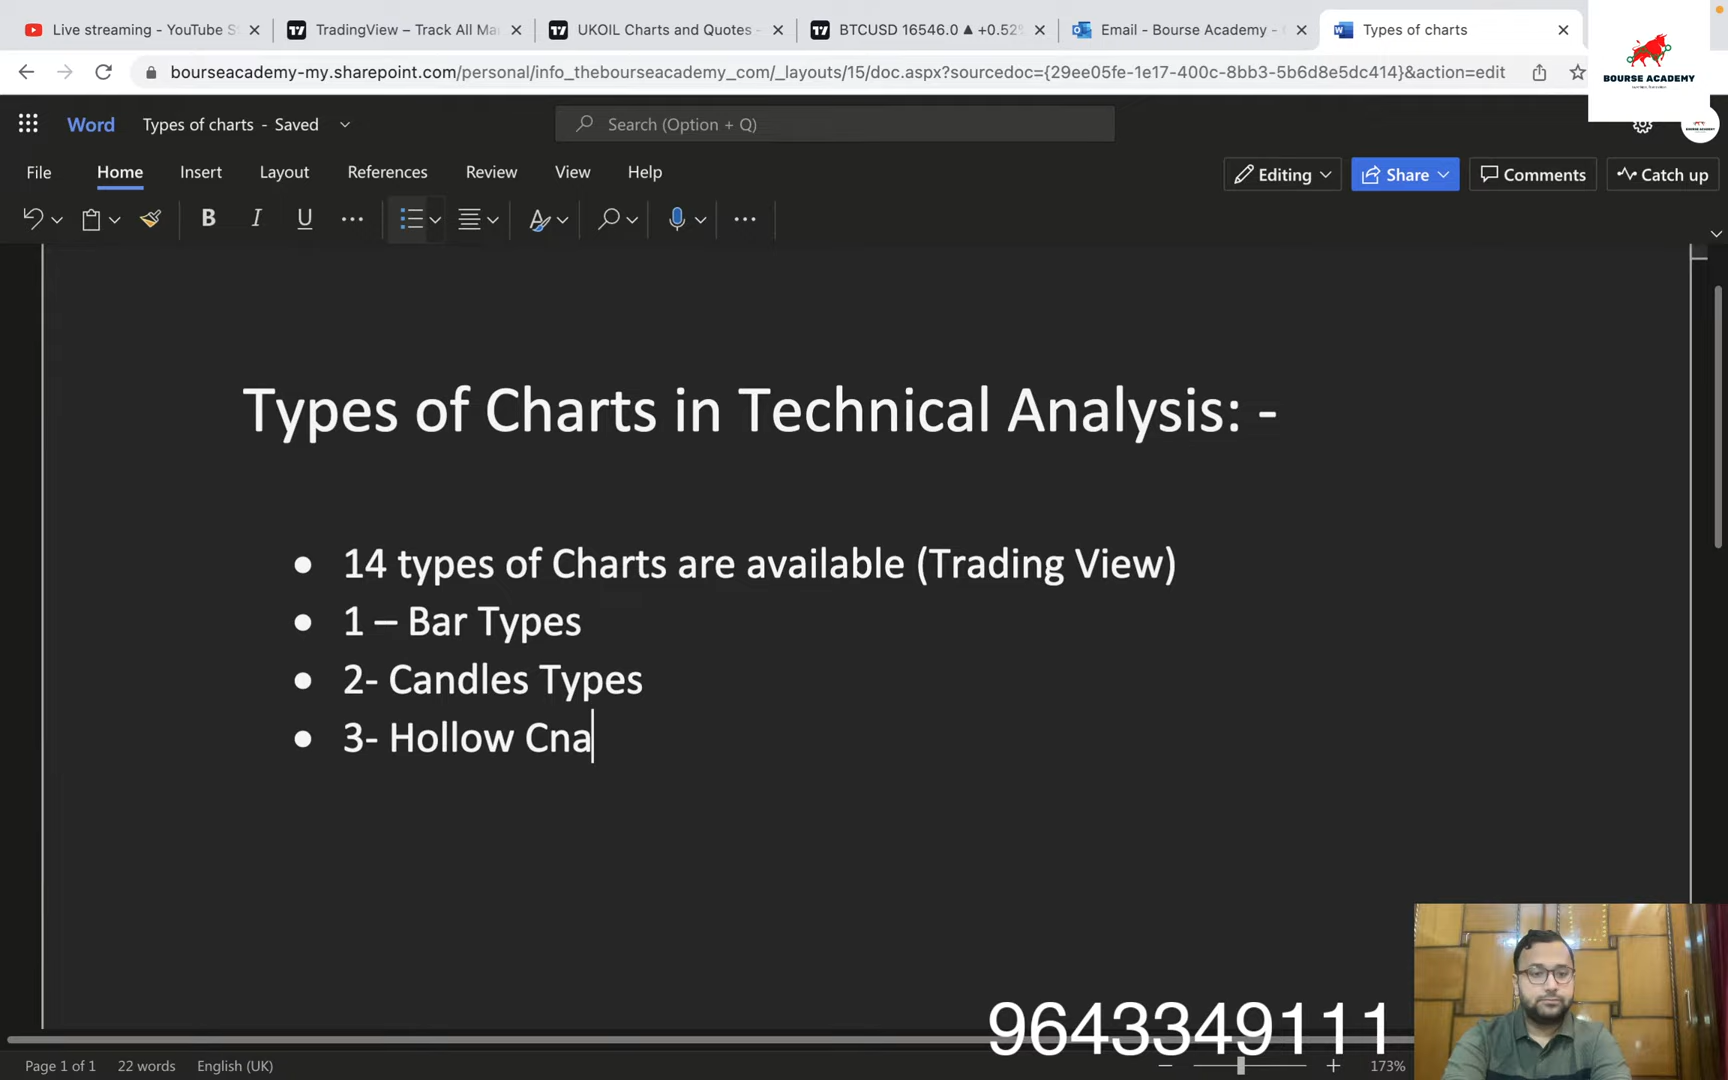 Live streaming - YouTube S
TradingView – Track All Ma
UKOIL Charts and Quotes -
BTCUSD 16546.0 ▲ +0.52%
Email - Bourse Academy -
Types of charts
bourseacademy-my.sharepoint.com/personal/info_thebourseacademy_com/_layouts/15/doc.aspx?sourcedoc={29ee05fe-1e17-400c-8bb3-5b6d8e5dc414}&action=edit
BOURSE ACADEMY
Word
Types of charts - Saved
Search (Option + Q)
File
Home
Insert
Layout
References
Review
View
Help
Editing
Share
Comments
Catch up
Types of Charts in Technical Analysis: -
• 14 types of Charts are available (Trading View)
• 1 – Bar Types
• 2- Candles Types
• 3- Hollow Cna
9643349111
Page 1 of 1
22 words
English (UK)
173%